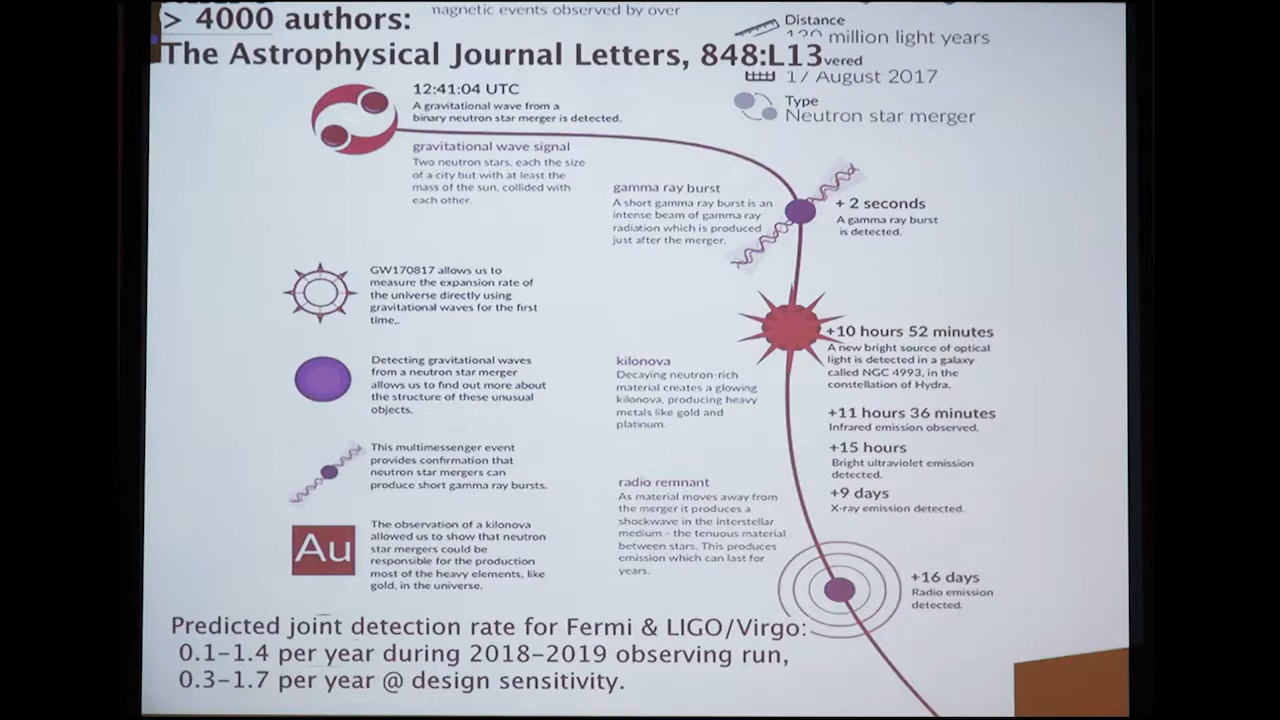 > 4000 authors:
magnetic events observed by over
The Astrophysical Journal Letters, 848:L13
Distance
million light years
vered
17 August 2017
Type
Neutron star merger
12:41:04 UTC
A gravitational wave from a
binary neutron star merger is detected.
gravitational wave signal
Two neutron stars, each the size
of a city but with at least the
mass of the sun, collided with
each other.
gamma ray burst
A short gamma ray burst is an
intense beam of gamma ray
radiation which is produced
just after the merger.
+ 2 seconds
A gamma ray burst
is detected.
GW170817 allows us to
measure the expansion rate of
the universe directly using
gravitational waves for the first
time..
+10 hours 52 minutes
A new bright source of optical
light is detected in a galaxy
called NGC 4993, in the
constellation of Hydra.
Detecting gravitational waves
from a neutron star merger
allows us to find out more about
the structure of these unusual
objects.
kilonova
Decaying neutron-rich
material creates a glowing
kilonova, producing heavy
metals like gold and
platinum.
+11 hours 36 minutes
Infrared emission observed.
+15 hours
Bright ultraviolet emission
detected.
+9 days
X-ray emission detected.
This multimessenger event
provides confirmation that
neutron star mergers can
produce short gamma ray bursts.
radio remnant
As material moves away from
the merger it produces a
shockwave in the interstellar
medium - the tenuous material
between stars. This produces
emission which can last for
years.
Au
The observation of a kilonova
allowed us to show that neutron
star mergers could be
responsible for the production
most of the heavy elements, like
gold, in the universe.
+16 days
Radio emission
detected.
Predicted joint detection rate for Fermi & LIGO/Virgo:
0.1-1.4 per year during 2018-2019 observing run,
0.3-1.7 per year @ design sensitivity.